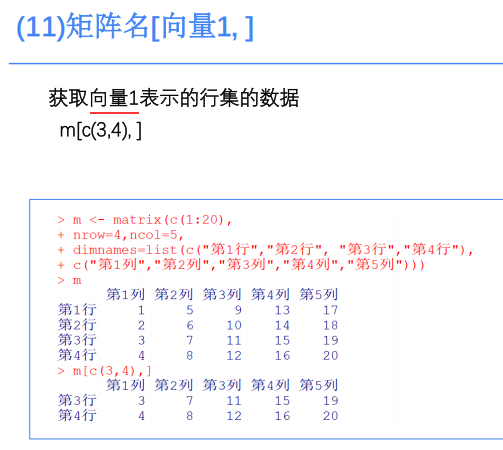 (11)矩阵名[向量1, ]
获取向量1表示的行集的数据
m[c(3,4), ]
> m <- matrix(c(1:20),
+ nrow=4,ncol=5,
+ dimnames=list(c("第1行","第2行", "第3行","第4行"),
+ c("第1列","第2列","第3列","第4列","第5列")))
> m
第1列 第2列 第3列 第4列 第5列
第1行 1 5 9 13 17
第2行 2 6 10 14 18
第3行 3 7 11 15 19
第4行 4 8 12 16 20
> m[c(3,4),]
第1列 第2列 第3列 第4列 第5列
第3行 3 7 11 15 19
第4行 4 8 12 16 20